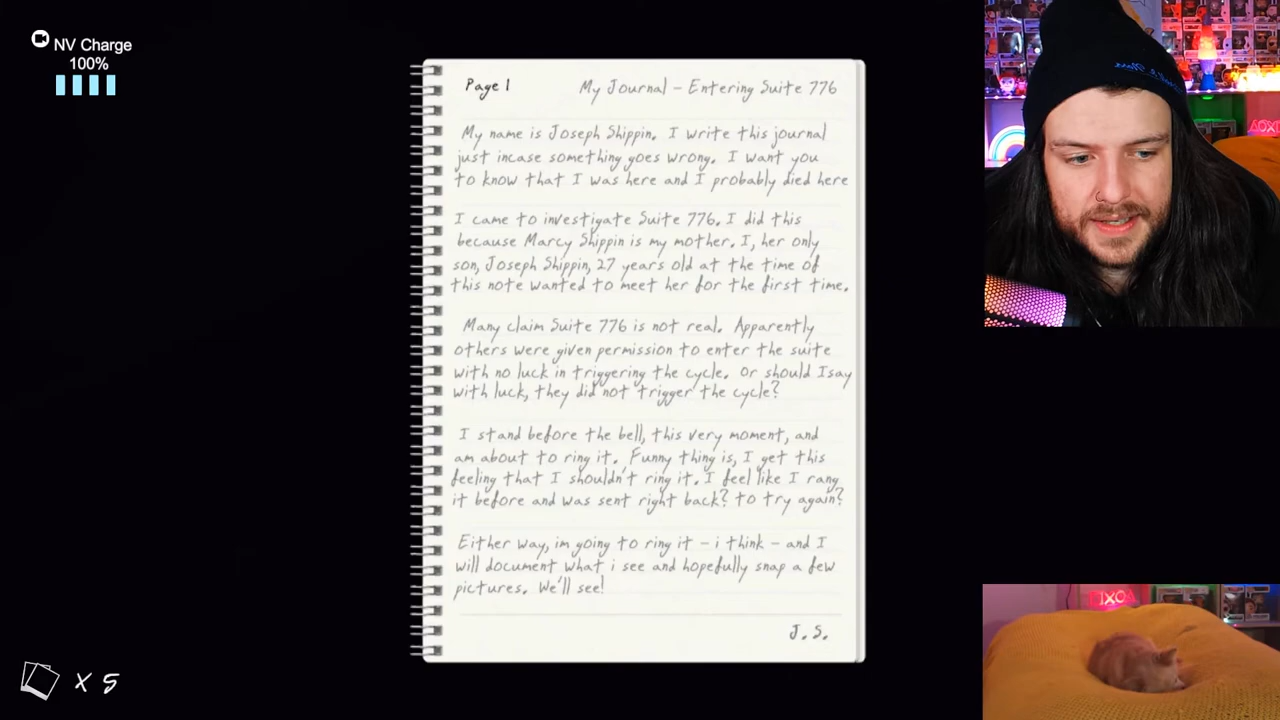 NV Charge
100%
Page 1
My Journal - Entering Suite 776
My name is Joseph Shippin. I write this journal
just incase something goes wrong. I want you
to know that I was here and I probably died here
I came to investigate Suite 776. I did this
because Marcy Shippin is my mother. I, her only
son, Joseph Shippin, 27 years old at the time of
this note wanted to meet her for the first time.
Many claim Suite 776 is not real. Apparently
others were given permission to enter the suite
with no luck in triggering the cycle. Or should I say
with luck, they did not trigger the cycle?
I stand before the bell, this very moment, and
am about to ring it. Funny thing is, I get this
feeling that I shouldn't ring it. I feel like I rang
it before and was sent right back? to try again?
Either way, im going to ring it - i think - and I
will document what i see and hopefully snap a few
pictures. We'll see!
J.S.
X 5